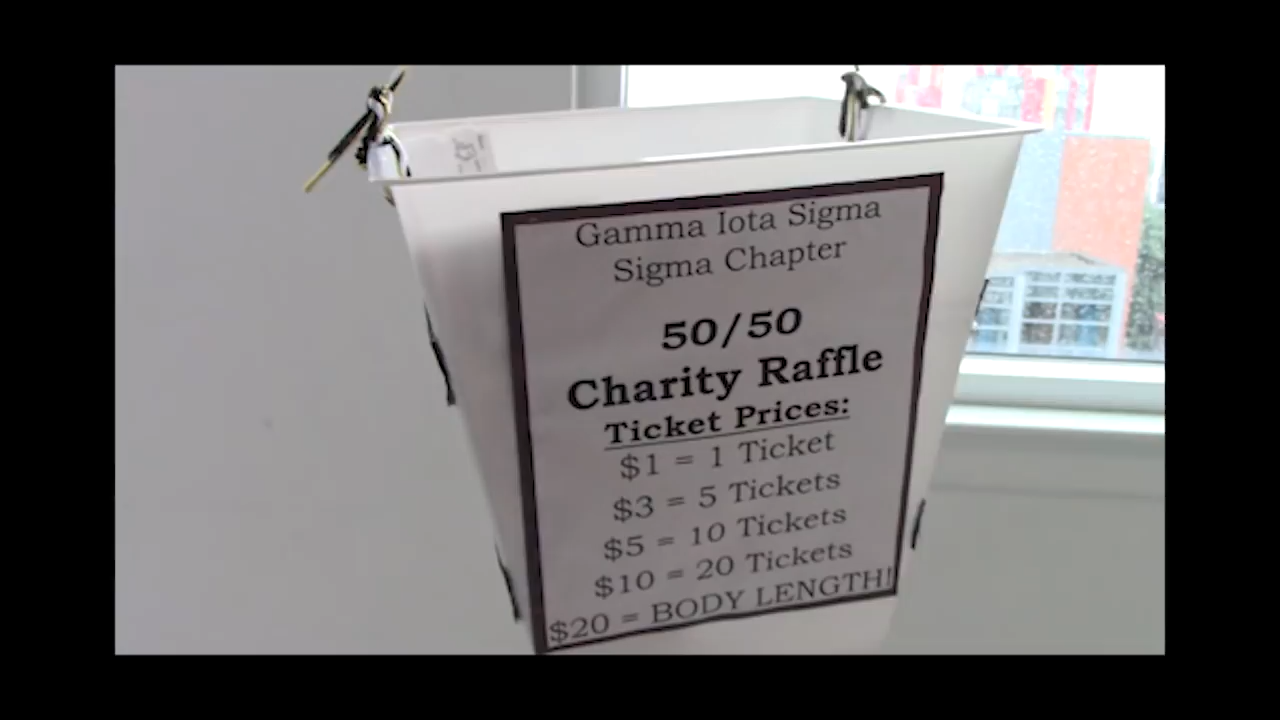 Gamma Iota Sigma
Sigma Chapter
50/50
Charity Raffle
Ticket Prices:
$1 = 1 Ticket
$3 = 5 Tickets
$5 = 10 Tickets
$10 = 20 Tickets
$20 = BODY LENGTH!